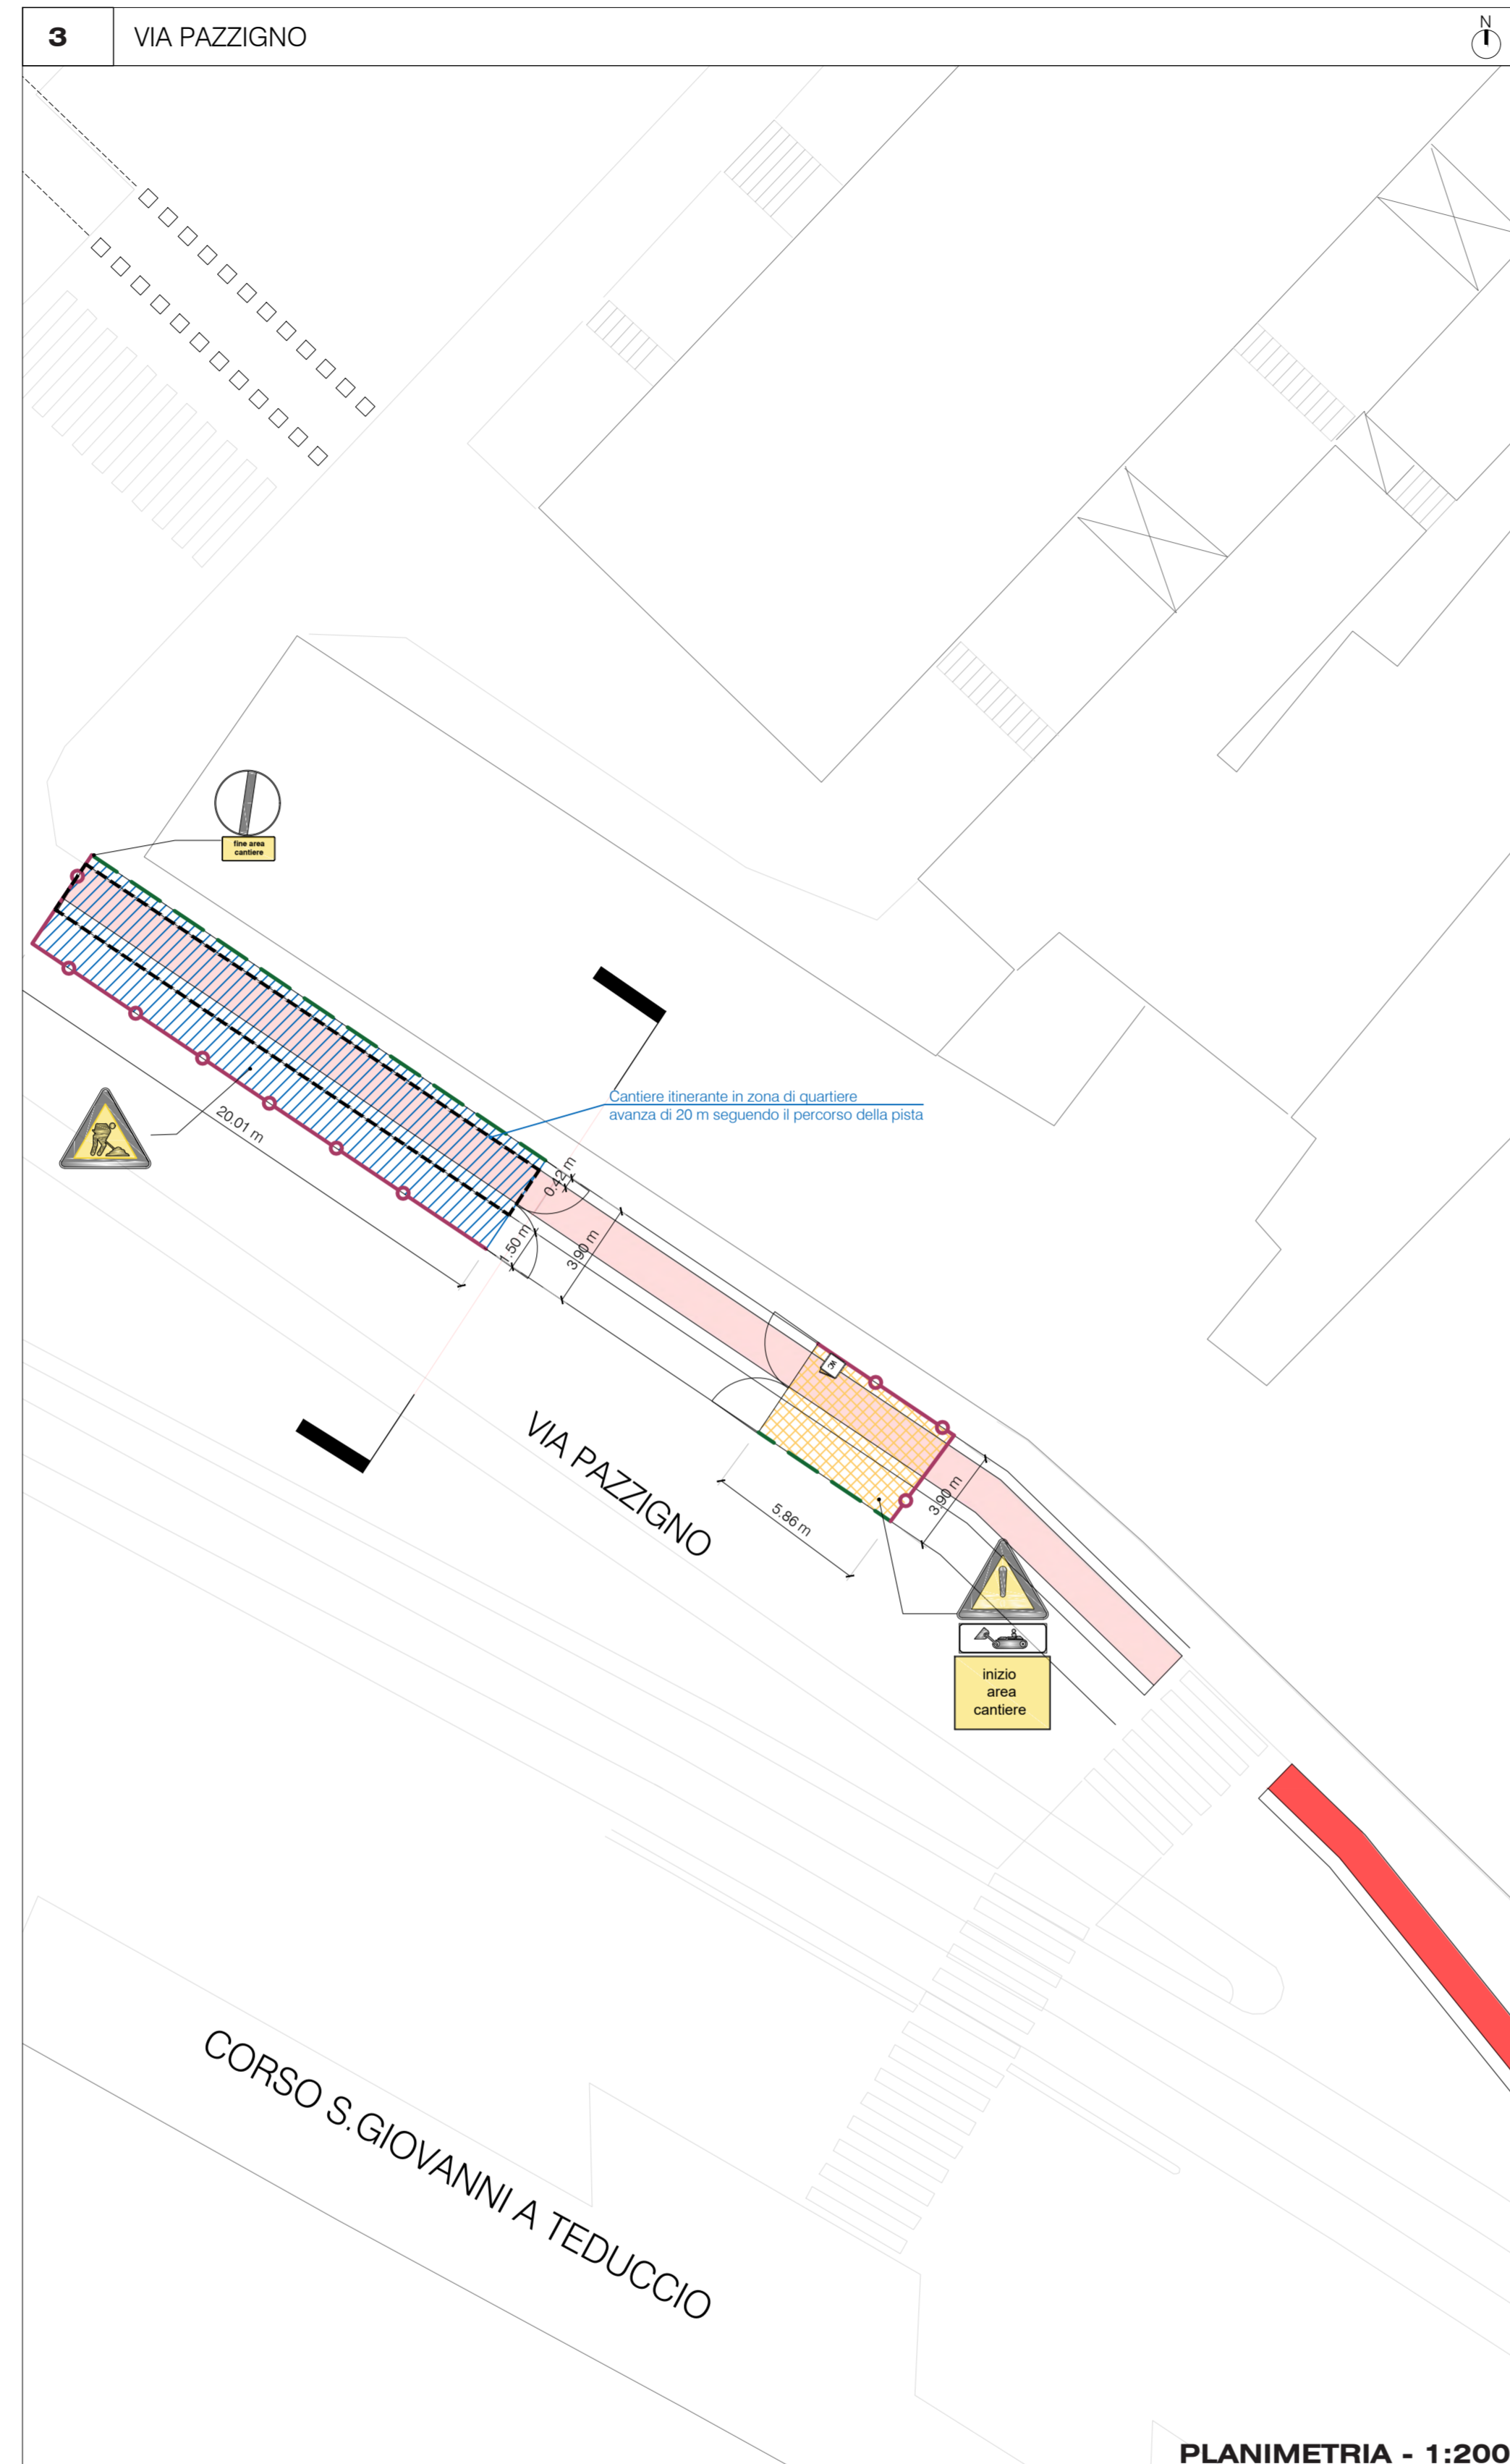 3
VIA PAZZIGNO
N
fine area
cantiere
Cantiere itinerante in zona di quartiere
avanza di 20 m seguendo il percorso della pista
20.01 m
0.42 m
1.50 m
3.90 m
WC
VIA PAZZIGNO
5.86 m
3.90 m
inizio
area
cantiere
CORSO S.GIOVANNI A TEDUCCIO
PLANIMETRIA - 1:200